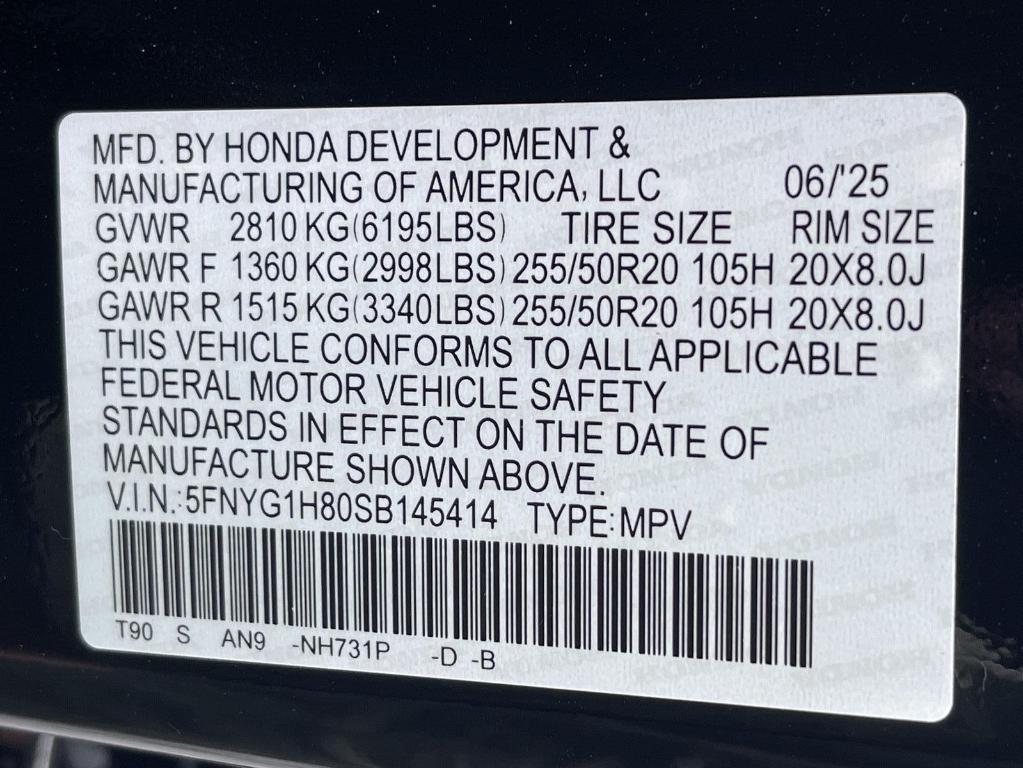 MFD. BY HONDA DEVELOPMENT &
MANUFACTURING OF AMERICA, LLC 06/'25
GVWR 2810 KG(6195LBS) TIRE SIZE RIM SIZE
GAWR F 1360 KG(2998LBS) 255/50R20 105H 20X8.0J
GAWR R 1515 KG(3340LBS) 255/50R20 105H 20X8.0J
THIS VEHICLE CONFORMS TO ALL APPLICABLE
FEDERAL MOTOR VEHICLE SAFETY
STANDARDS IN EFFECT ON THE DATE OF
MANUFACTURE SHOWN ABOVE.
V.I.N.:5FNYG1H80SB145414 TYPE:MPV
T90 S AN9 -NH731P -D -B